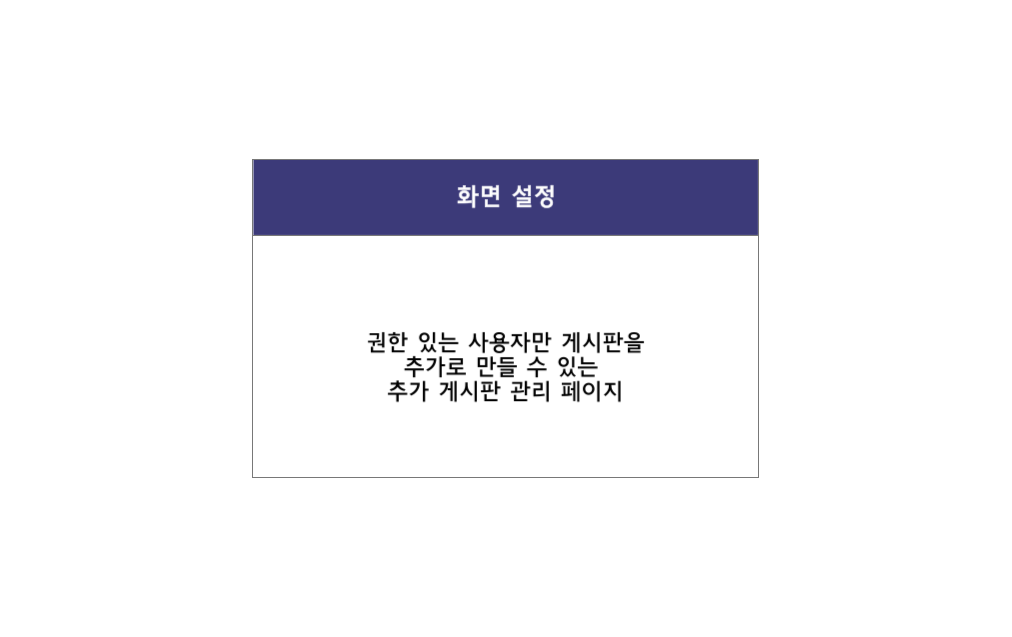 화면 설정
권한 있는 사용자만 게시판을
추가로 만들 수 있는
추가 게시판 관리 페이지